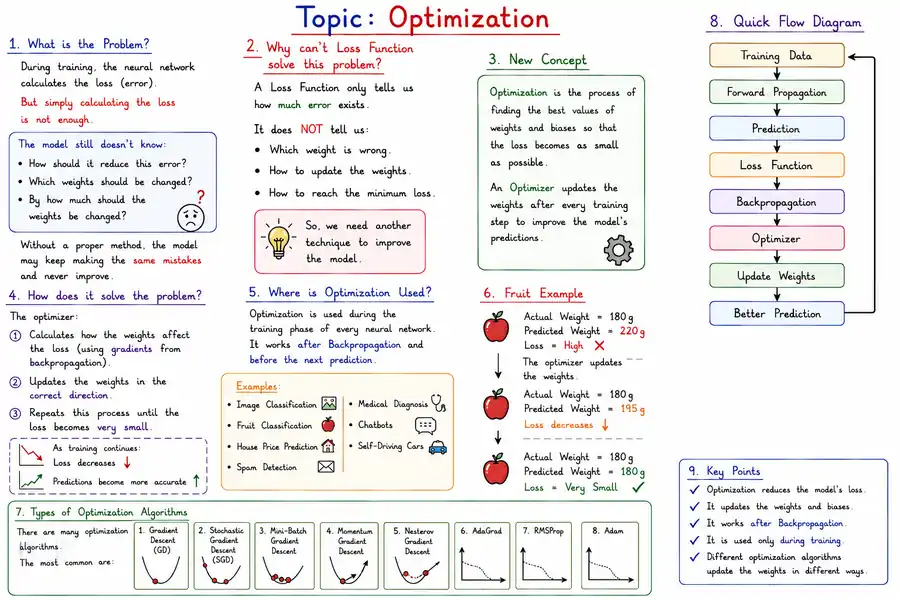 Topic: Optimization
1. What is the Problem?
During training, the neural network
calculates the loss (error).
But simply calculating the loss
is not enough.
The model still doesn't know:
• How should it reduce this error?
• Which weights should be changed?
• By how much should the
weights be changed?
?
Without a proper method, the model
may keep making the same mistakes
and never improve.
2. Why can't Loss Function
solve this problem?
A Loss Function only tells us
how much error exists.
It does NOT tell us:
• Which weight is wrong.
• How to update the weights.
• How to reach the minimum loss.
So, we need another
technique to improve
the model.
3. New Concept
Optimization is the process of
finding the best values of
weights and biases so that
the loss becomes as small
as possible.
An Optimizer updates the
weights after every training
step to improve the model's
predictions.
4. How does it solve the problem?
The optimizer:
1 Calculates how the weights affect
the loss (using gradients from
backpropagation).
2 Updates the weights in the
correct direction.
3 Repeats this process until the
loss becomes very small.
As training continues:
Loss decreases ↓
Predictions become more accurate ↑
5. Where is Optimization Used?
Optimization is used during the
training phase of every neural network.
It works after Backpropagation and
before the next prediction.
Examples:
• Image Classification
• Fruit Classification
• House Price Prediction
• Spam Detection
• Medical Diagnosis
• Chatbots
• Self-Driving Cars
6. Fruit Example
Actual Weight = 180 g
Predicted Weight = 220 g
Loss = High ✗
The optimizer updates
the weights.
Actual Weight = 180 g
Predicted Weight = 195 g
Loss decreases ↓
Actual Weight = 180 g
Predicted Weight = 180 g
Loss = Very Small ✓
7. Types of Optimization Algorithms
There are many optimization
algorithms.
The most common are:
1. Gradient
Descent
(GD)
2. Stochastic
Gradient
Descent
(SGD)
3. Mini-Batch
Gradient
Descent
4. Momentum
Gradient
Descent
5. Nesterov
Gradient
Descent
6. AdaGrad
7. RMSProp
8. Adam
8. Quick Flow Diagram
Training Data
Forward Propagation
Prediction
Loss Function
Backpropagation
Optimizer
Update Weights
Better Prediction
9. Key Points
✓ Optimization reduces the model's loss.
✓ It updates the weights and biases.
✓ It works after Backpropagation.
✓ It is used only during training.
✓ Different optimization algorithms
update the weights in different ways.